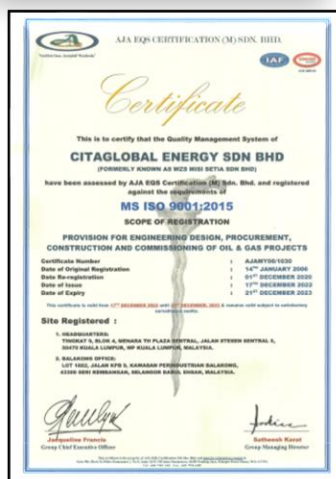 AJA EQS CERTIFICATION (M) SDN. BHD.
IAF
Certificate
This is to certify that the Quality Management System of
CITAGLOBAL ENERGY SDN BHD
(FORMERLY KNOWN AS MZS MISI SETIA SDN BHD)
have been assessed by AJA EQS Certification (M) Sdn. Bhd. and registered
against the requirements of
MS ISO 9001:2015
SCOPE OF REGISTRATION
PROVISION FOR ENGINEERING DESIGN, PROCUREMENT,
CONSTRUCTION AND COMMISSIONING OF OIL & GAS PROJECTS
Certificate Number : AJAMY06/1030
Date of Original Registration : 14TH JANUARY 2006
Date Re-registration : 01ST DECEMBER 2020
Date of Issue : 17TH DECEMBER 2022
Date of Expiry : 21ST DECEMBER 2023
Site Registered :
1. HEADQUARTERS:
TINGKAT 9, BLOK 4, MENARA TH PLAZA SENTRAL, JALAN STESEN SENTRAL 5,
50470 KUALA LUMPUR, WP KUALA LUMPUR, MALAYSIA.
2. BALAKONG OFFICE:
LOT 1882, JALAN KPB 5, KAWASAN PERINDUSTRIAN BALAKONG,
43300 SERI KEMBANGAN, SELANGOR DARUL EHSAN, MALAYSIA.
Jacqueline Francis
Group Chief Executive Officer
Satheesh Kanal
Group Managing Director